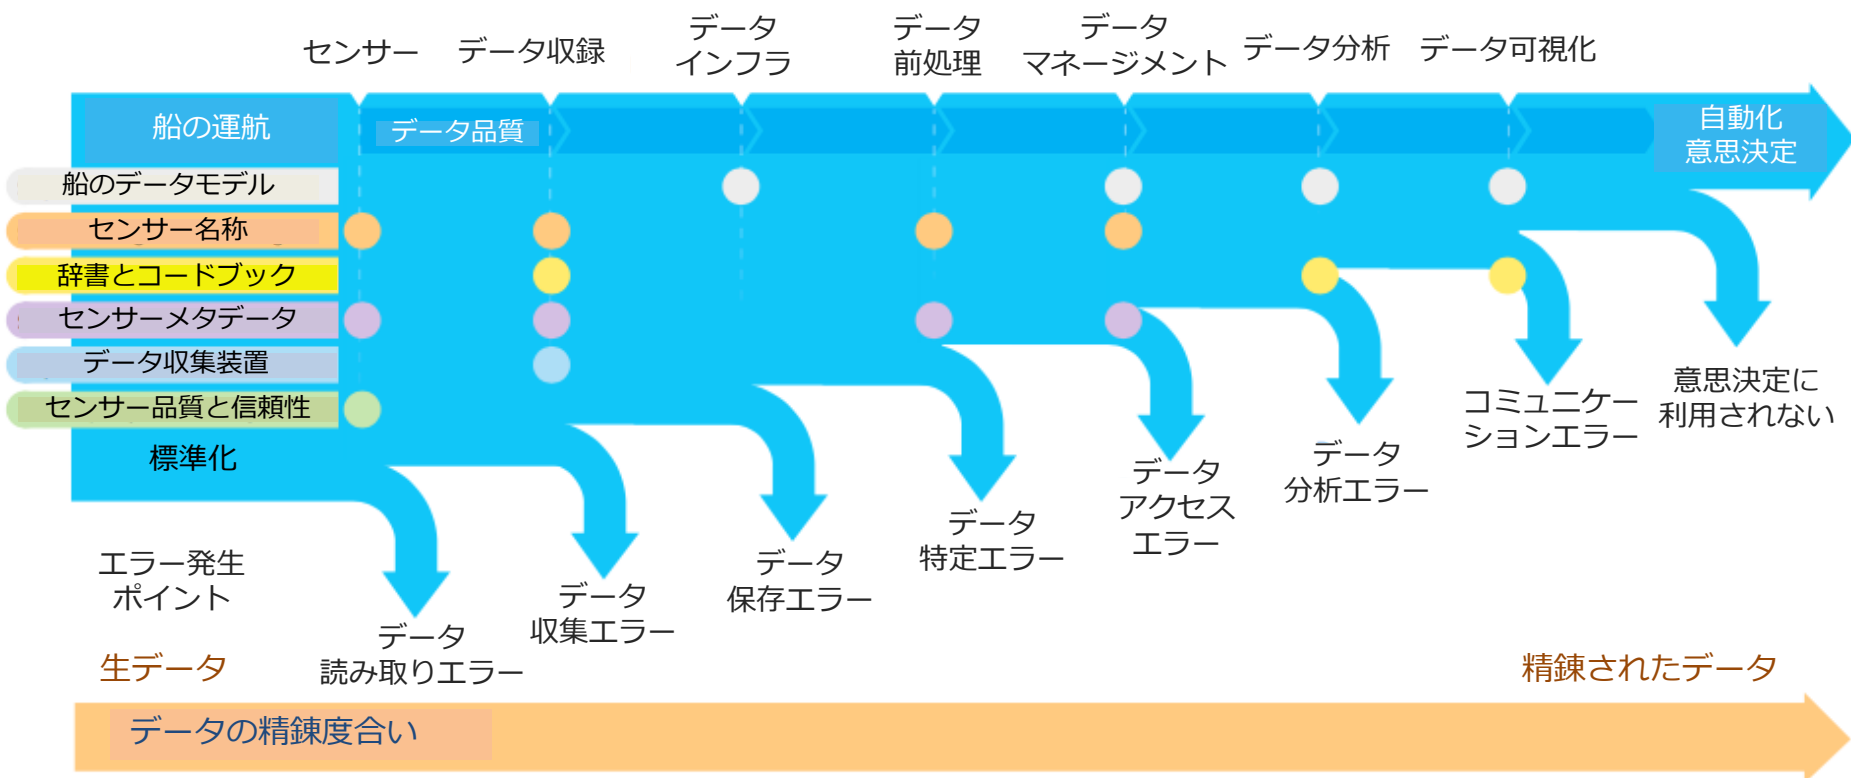 センサー
データ収録
データ
インフラ
データ
前処理
データ
マネージメント
データ分析
データ可視化
船の運航
データ品質
自動化
意思決定
船のデータモデル
センサー名称
辞書とコードブック
センサーメタデータ
データ収集装置
センサー品質と信頼性
標準化
エラー発生
ポイント
データ
読み取りエラー
データ
収集エラー
データ
保存エラー
データ
特定エラー
データ
アクセス
エラー
データ
分析エラー
コミュニケー
ションエラー
意思決定に
利用されない
生データ
精錬されたデータ
データの精錬度合い